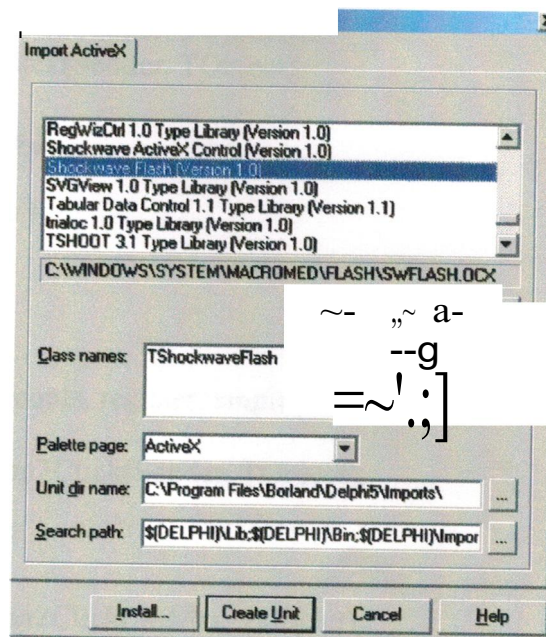 Import ActiveX
RegWizCtrl 1.0 Type Library (Version 1.0)
Shockwave ActiveX Control (Version 1.0)
Shockwave Flash (Version 1.0)
SVGView 1.0 Type Library (Version 1.0)
Tabular Data Control 1.1 Type Library (Version 1.1)
trialoc 1.0 Type Library (Version 1.0)
TSHOOT 3.1 Type Library (Version 1.0)
C:\WINDOWS\SYSTEM\MACROMED\FLASH\SWFLASH.OCX
~- „~ a-
--g
=~'.;]
Class names: TShockwaveFlash
Palette page: ActiveX
Unit dir name: C:\Program Files\Borland\Delphi5\Imports\ ...
Search path: $(DELPHI)\Lib;$(DELPHI)\Bin;$(DELPHI)\Impor ...
Install... Create Unit Cancel Help